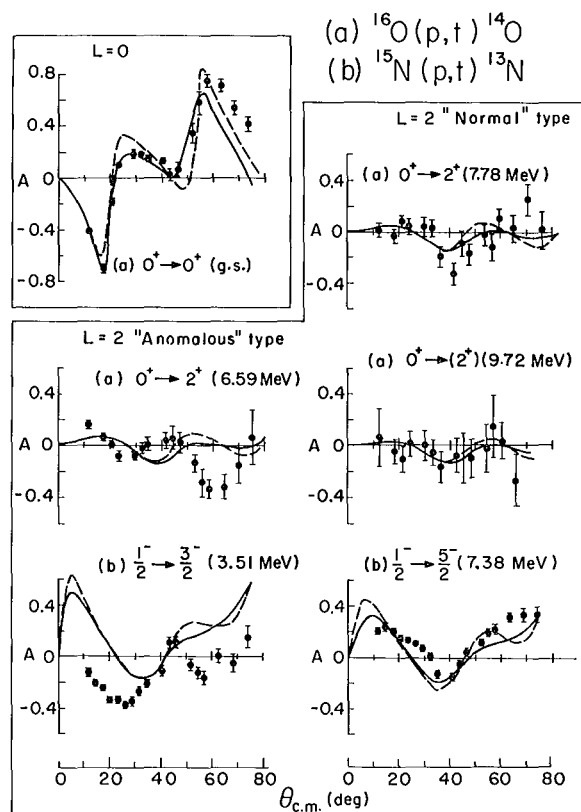 (a) ¹⁶O(p,t) ¹⁴O
(b) ¹⁵N(p,t) ¹³N
L=0
0.8
0.4
A 0
-0.4
-0.8
(a) 0⁺→0⁺ (g.s.)
L=2 "Normal" type
(a) 0⁺→2⁺(7.78 MeV)
0.4
A 0
-0.4
L=2 "Anomalous" type
(a) 0⁺→2⁺ (6.59 MeV)
0.4
A 0
-0.4
(a) 0⁺→(2⁺)(9.72 MeV)
0.4
A 0
-0.4
(b) 1/2⁻→3/2⁻ (3.51 MeV)
0.4
A 0
-0.4
0 20 40 60 80
(b) 1/2⁻→5/2⁻ (7.38 MeV)
0.4
A 0
-0.4
0 20 40 60 80
θc.m. (deg)